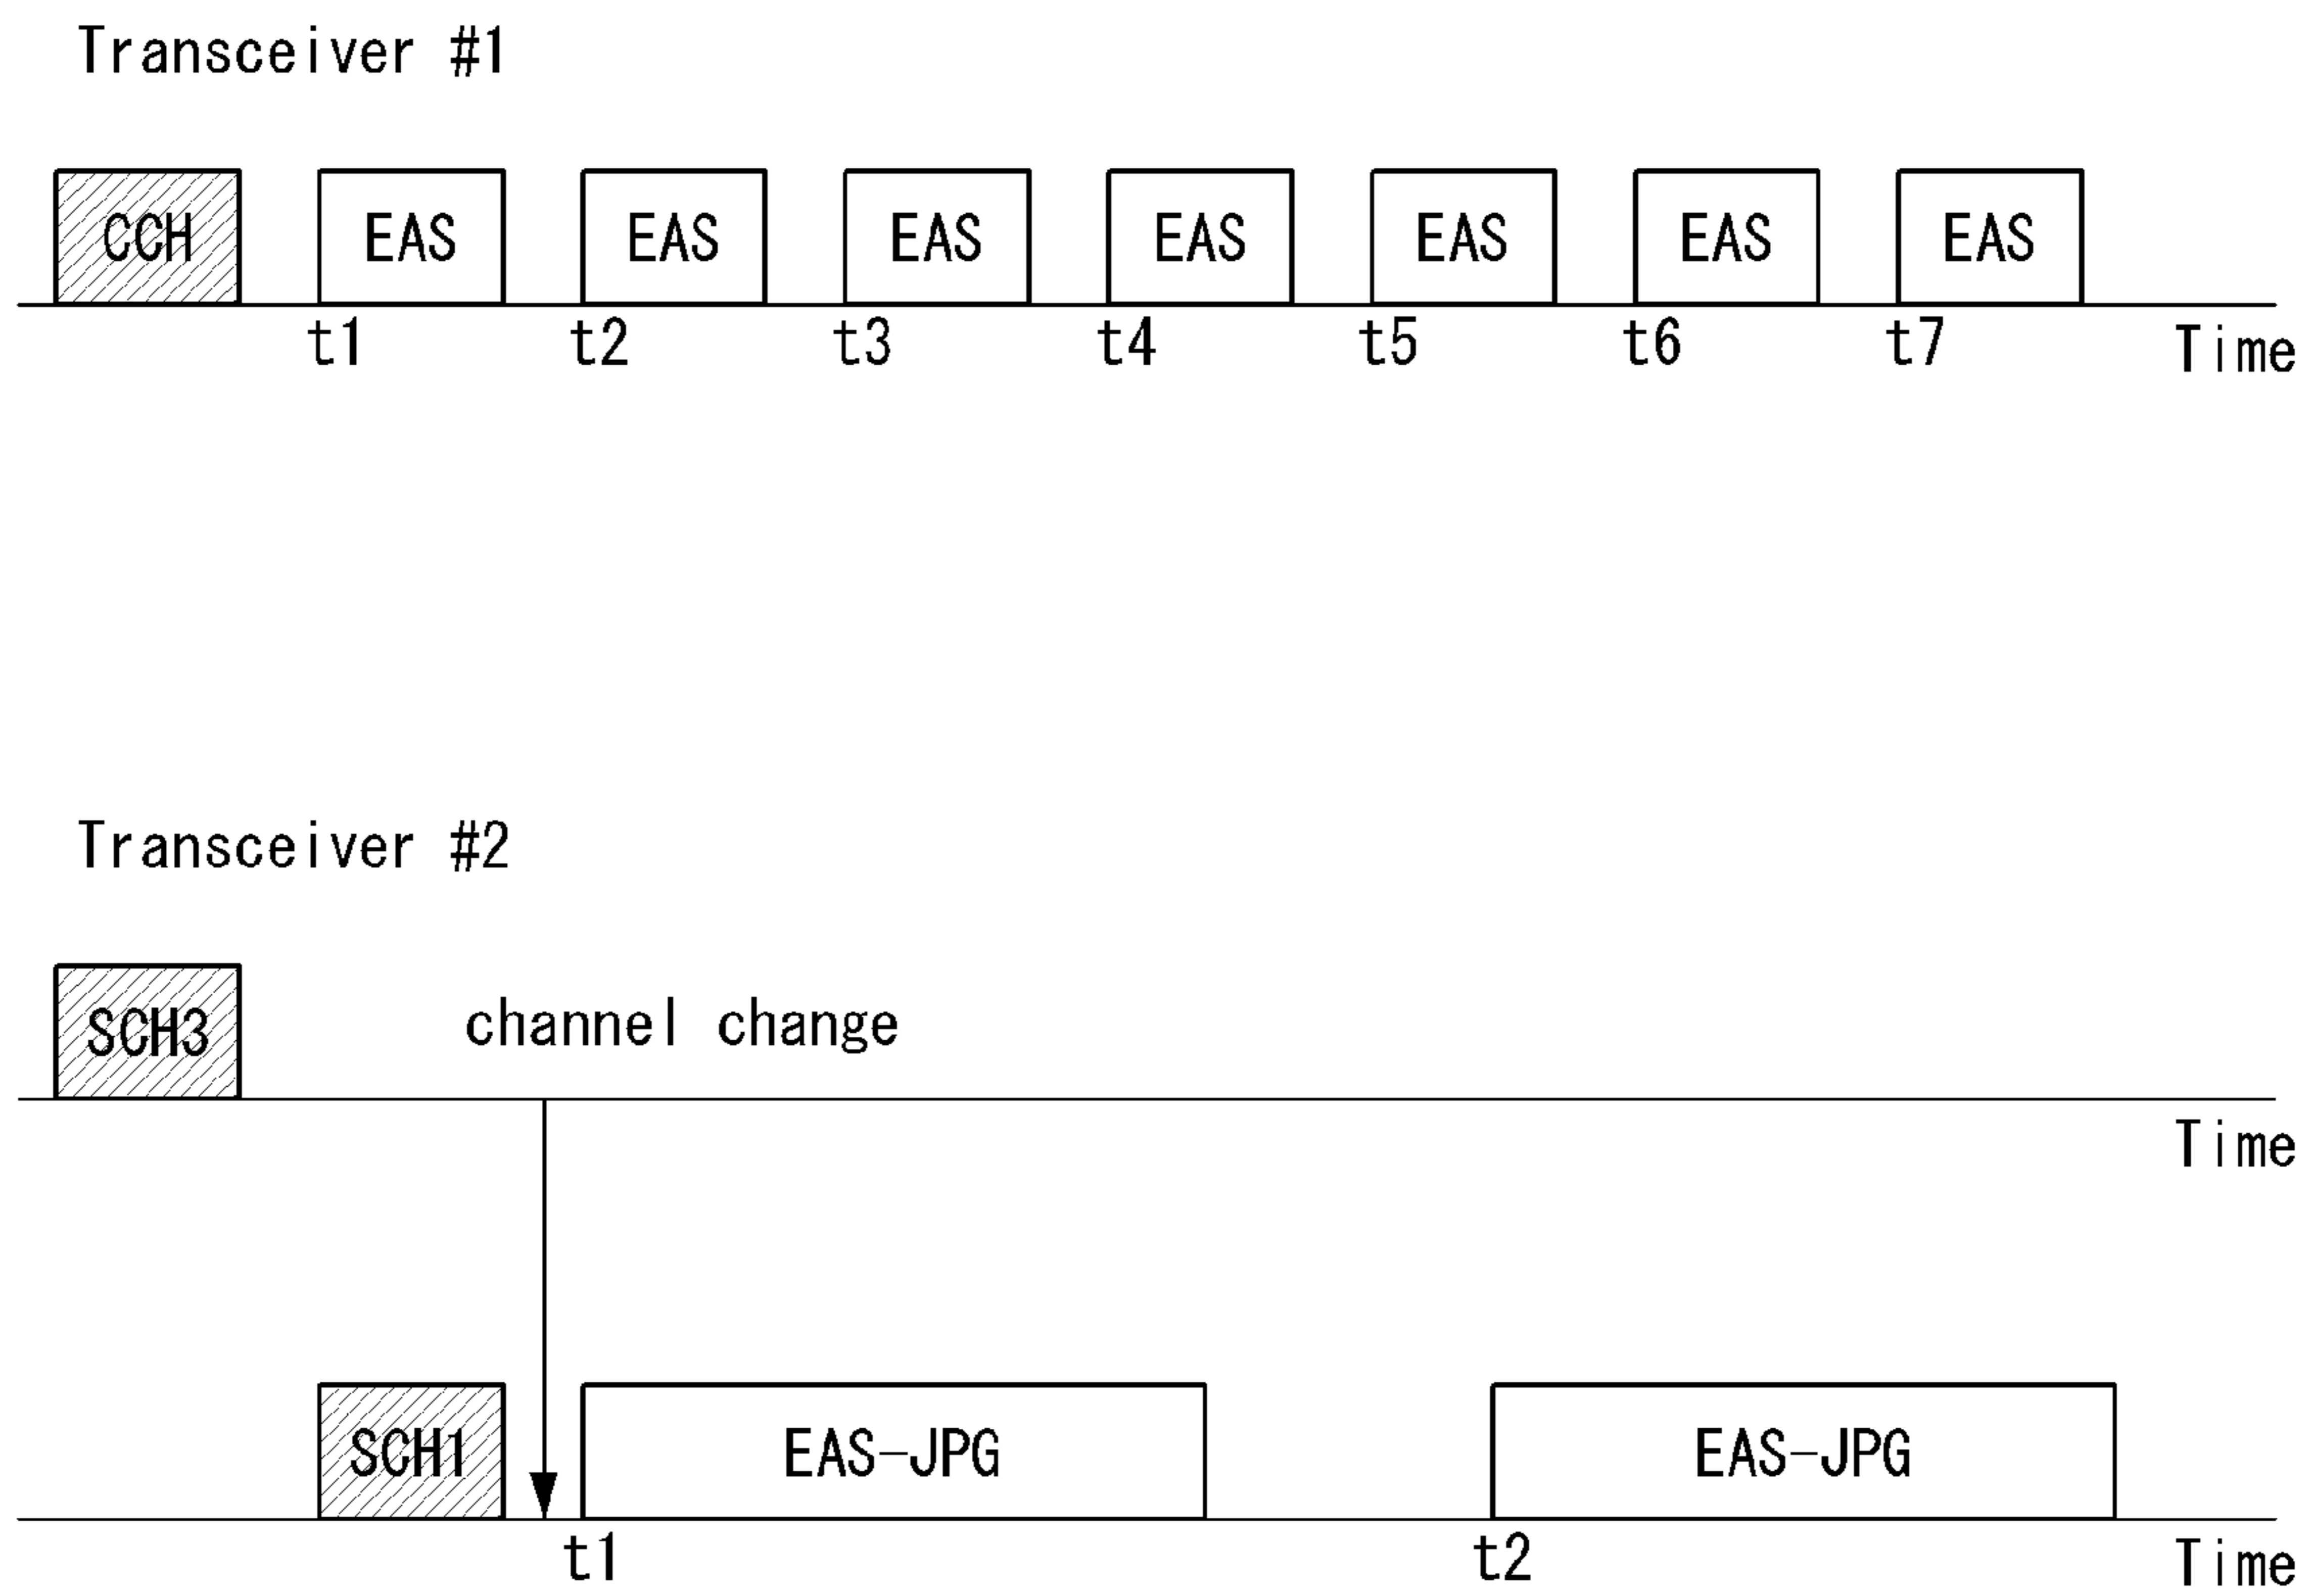 Transceiver #1
CCH EAS EAS EAS EAS EAS EAS EAS
t1 t2 t3 t4 t5 t6 t7 Time
Transceiver #2
SCH3 channel change
Time
SCH1 EAS-JPG EAS-JPG
t1 t2 Time